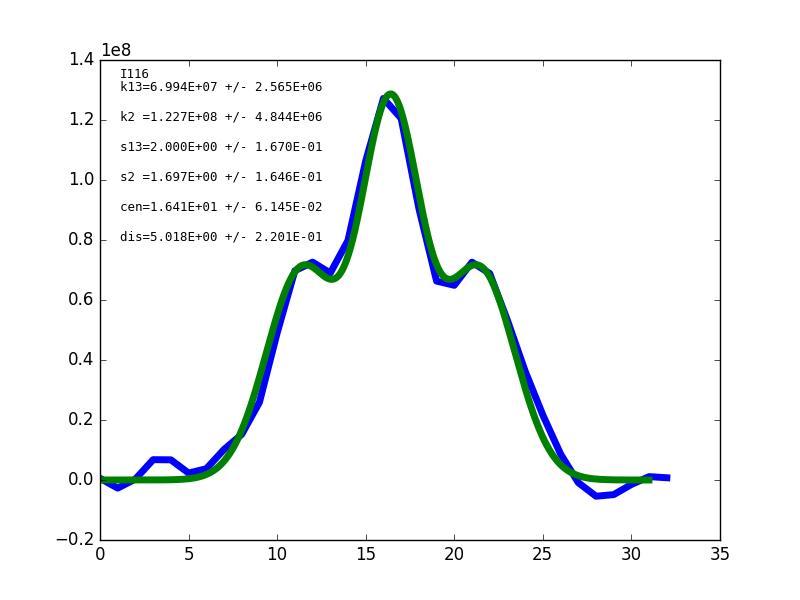 1e8
1.4
I116
k13=6.994E+07 +/- 2.565E+06
1.2
k2 =1.227E+08 +/- 4.844E+06
s13=2.000E+00 +/- 1.670E-01
1.0
s2 =1.697E+00 +/- 1.646E-01
cen=1.641E+01 +/- 6.145E-02
0.8
dis=5.018E+00 +/- 2.201E-01
0.6
0.4
0.2
0.0
−0.2
0 5 10 15 20 25 30 35